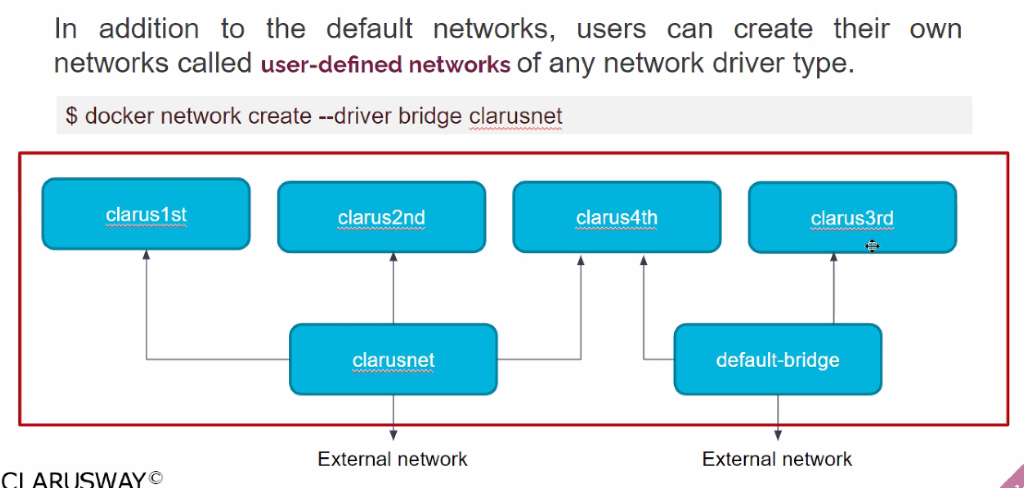 In addition to the default networks, users can create their own
networks called user-defined networks of any network driver type.
$ docker network create --driver bridge clarusnet
clarus1st
clarus2nd
clarus4th
clarus3rd
clarusnet
default-bridge
External network
External network
CLARUSWAY©